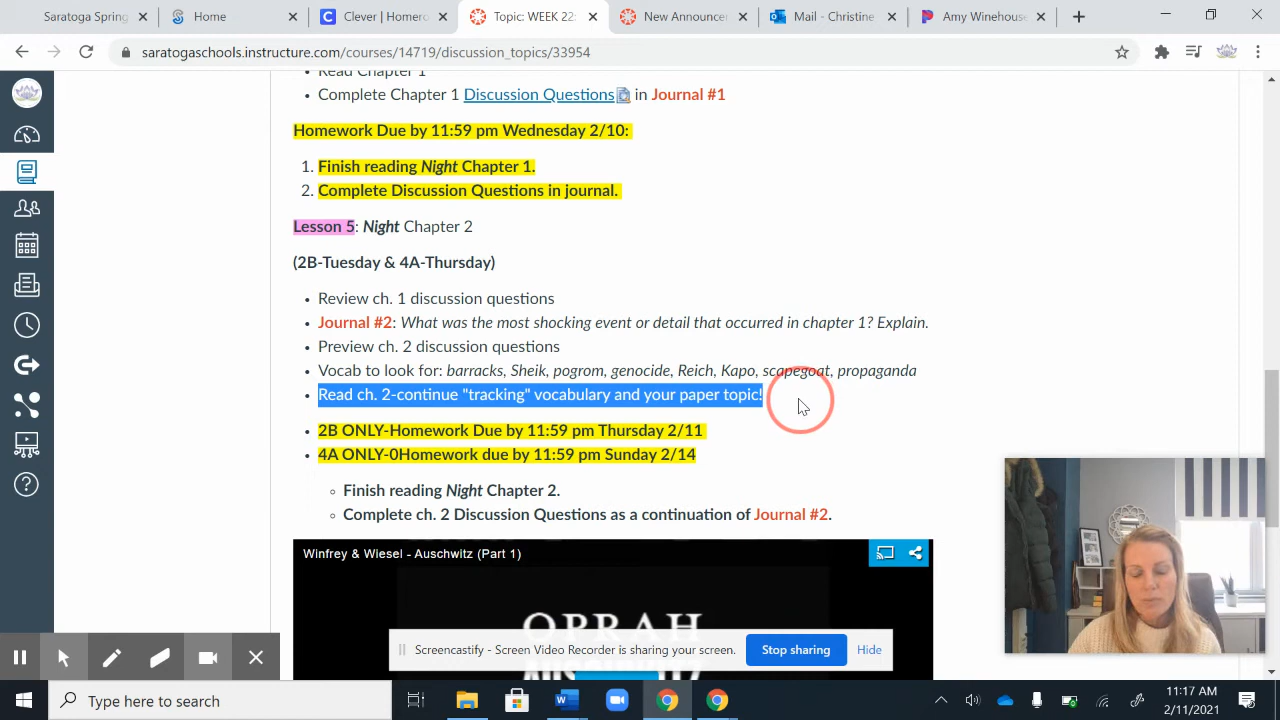 Saratoga Spring
Home
Clever | Homero
Topic: WEEK 22:
New Announcer
Mail - Christine
Amy Winehouse
saratogaschools.instructure.com/courses/14719/discussion_topics/33954
Read Chapter 1
Complete Chapter 1 Discussion Questions in Journal #1
Homework Due by 11:59 pm Wednesday 2/10:
1. Finish reading Night Chapter 1.
2. Complete Discussion Questions in journal.
Lesson 5: Night Chapter 2
(2B-Tuesday & 4A-Thursday)
Review ch. 1 discussion questions
Journal #2: What was the most shocking event or detail that occurred in chapter 1? Explain.
Preview ch. 2 discussion questions
Vocab to look for: barracks, Sheik, pogrom, genocide, Reich, Kapo, scapegoat, propaganda
Read ch. 2-continue "tracking" vocabulary and your paper topic!
2B ONLY-Homework Due by 11:59 pm Thursday 2/11
4A ONLY-0Homework due by 11:59 pm Sunday 2/14
Finish reading Night Chapter 2.
Complete ch. 2 Discussion Questions as a continuation of Journal #2.
Winfrey & Wiesel - Auschwitz (Part 1)
OPRAH
Screencastify - Screen Video Recorder is sharing your screen.
Stop sharing
Hide
Type here to search
11:17 AM
2/11/2021